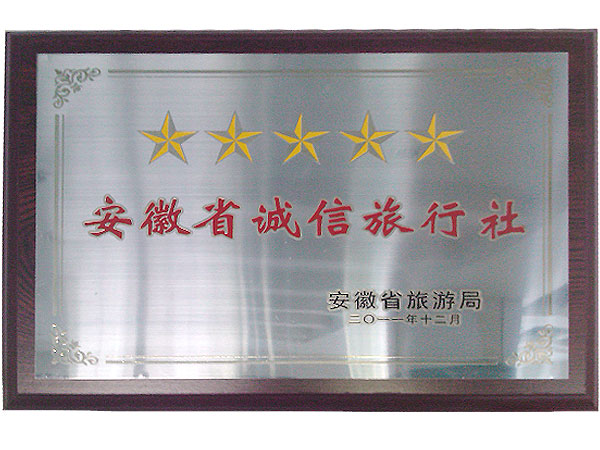 安徽省诚信旅行社
安徽省旅游局
二〇一一年十二月